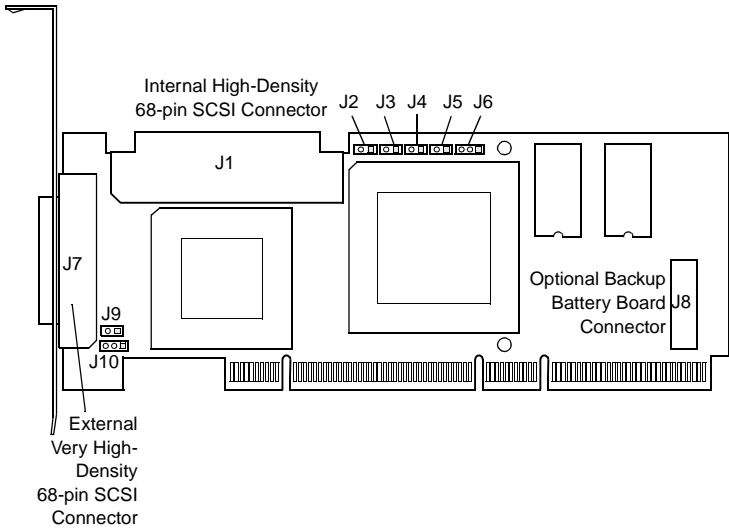 Internal High-Density
68-pin SCSI Connector
J2 J3 J4 J5 J6
J1
J7
Optional Backup
Battery Board
Connector
J8
J9
J10
External
Very High-
Density
68-pin SCSI
Connector